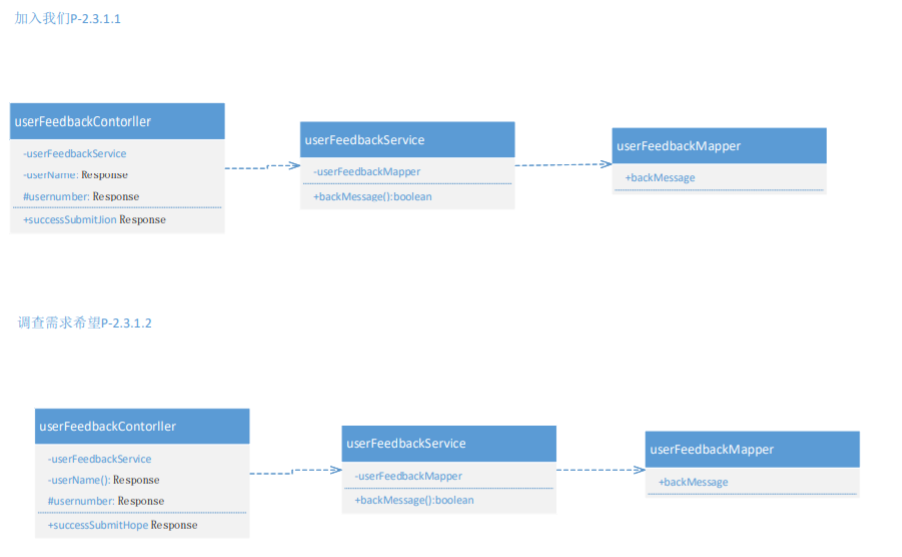 加入我们P-2.3.1.1
userFeedbackContorller
-userFeedbackService
-userName: Response
#usernumber: Response
+successSubmitJion Response
userFeedbackService
-userFeedbackMapper
+backMessage():boolean
userFeedbackMapper
+backMessage
调查需求希望P-2.3.1.2
userFeedbackContorller
-userFeedbackService
-userName(): Response
#usernumber: Response
+successSubmitHope Response
userFeedbackService
-userFeedbackMapper
+backMessage():boolean
userFeedbackMapper
+backMessage